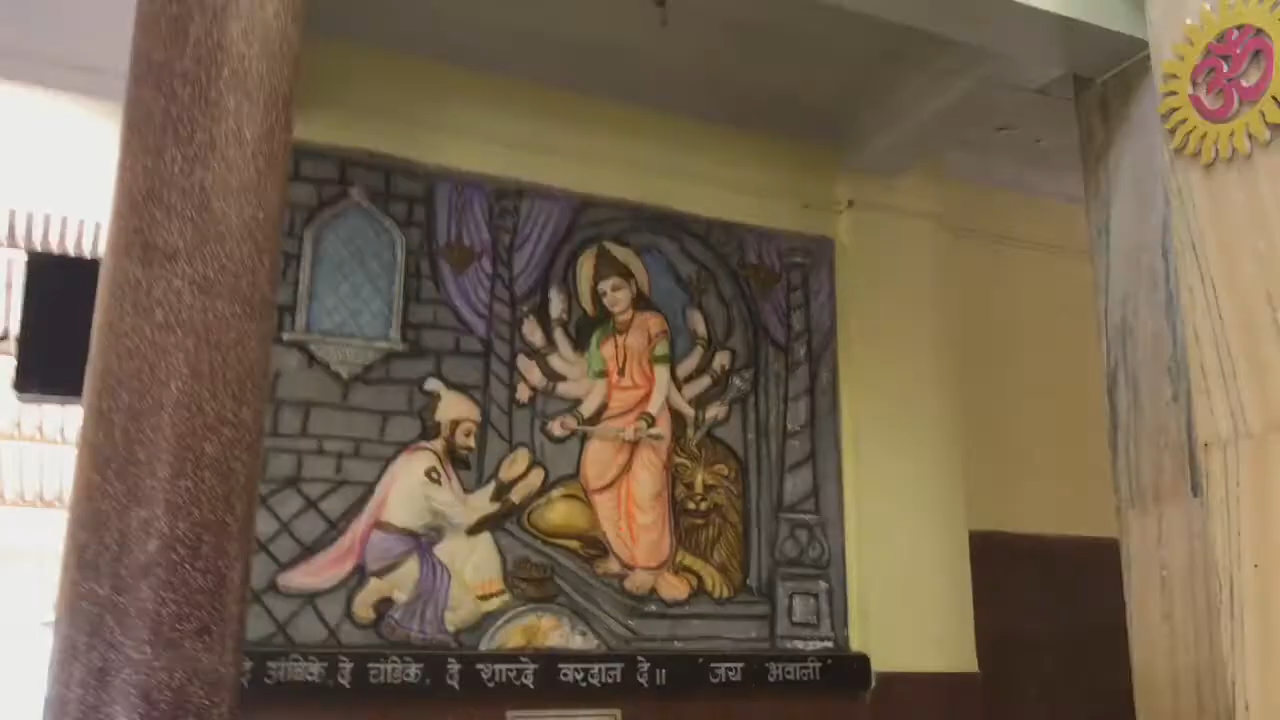 दे अंबिके, दे चंडिके, दे शारदे वरदान दे॥ 'जय भवानी'
ॐ